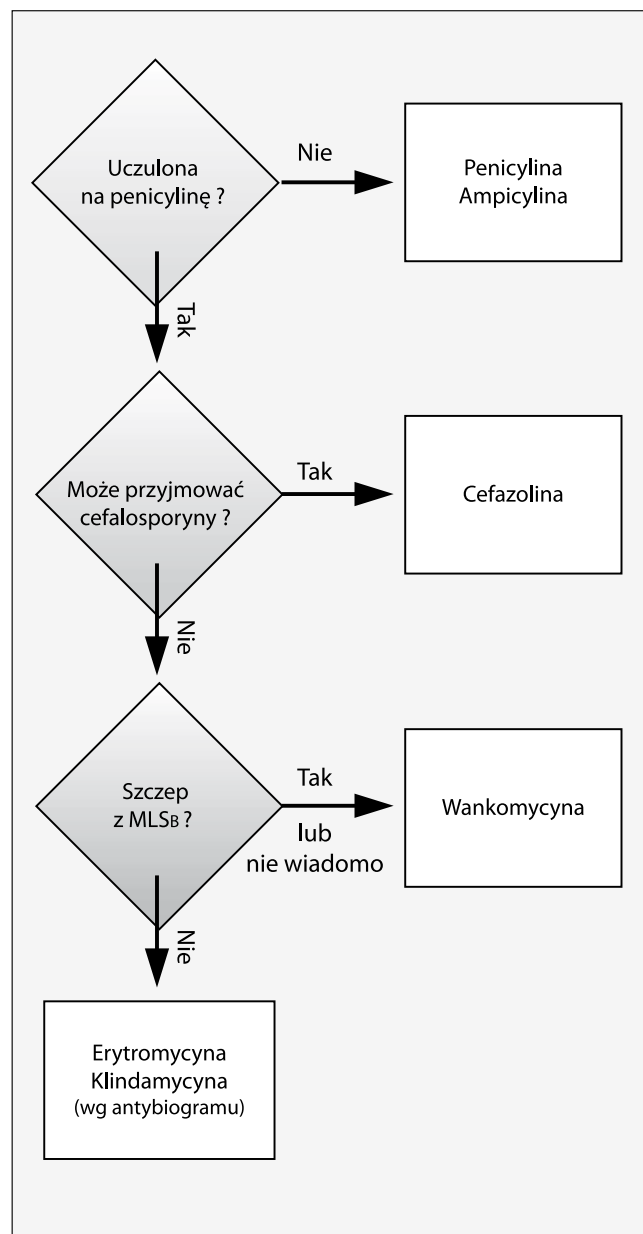 Uczulona
na penicylinę ?
Nie
Penicylina
Ampicylina
Tak
Może przyjmować
cefalosporyny ?
Tak
Cefazolina
Nie
Szczep
z MLSB ?
Tak
lub
nie wiadomo
Wankomycyna
Nie
Erytromycyna
Klindamycyna
(wg antybiogramu)